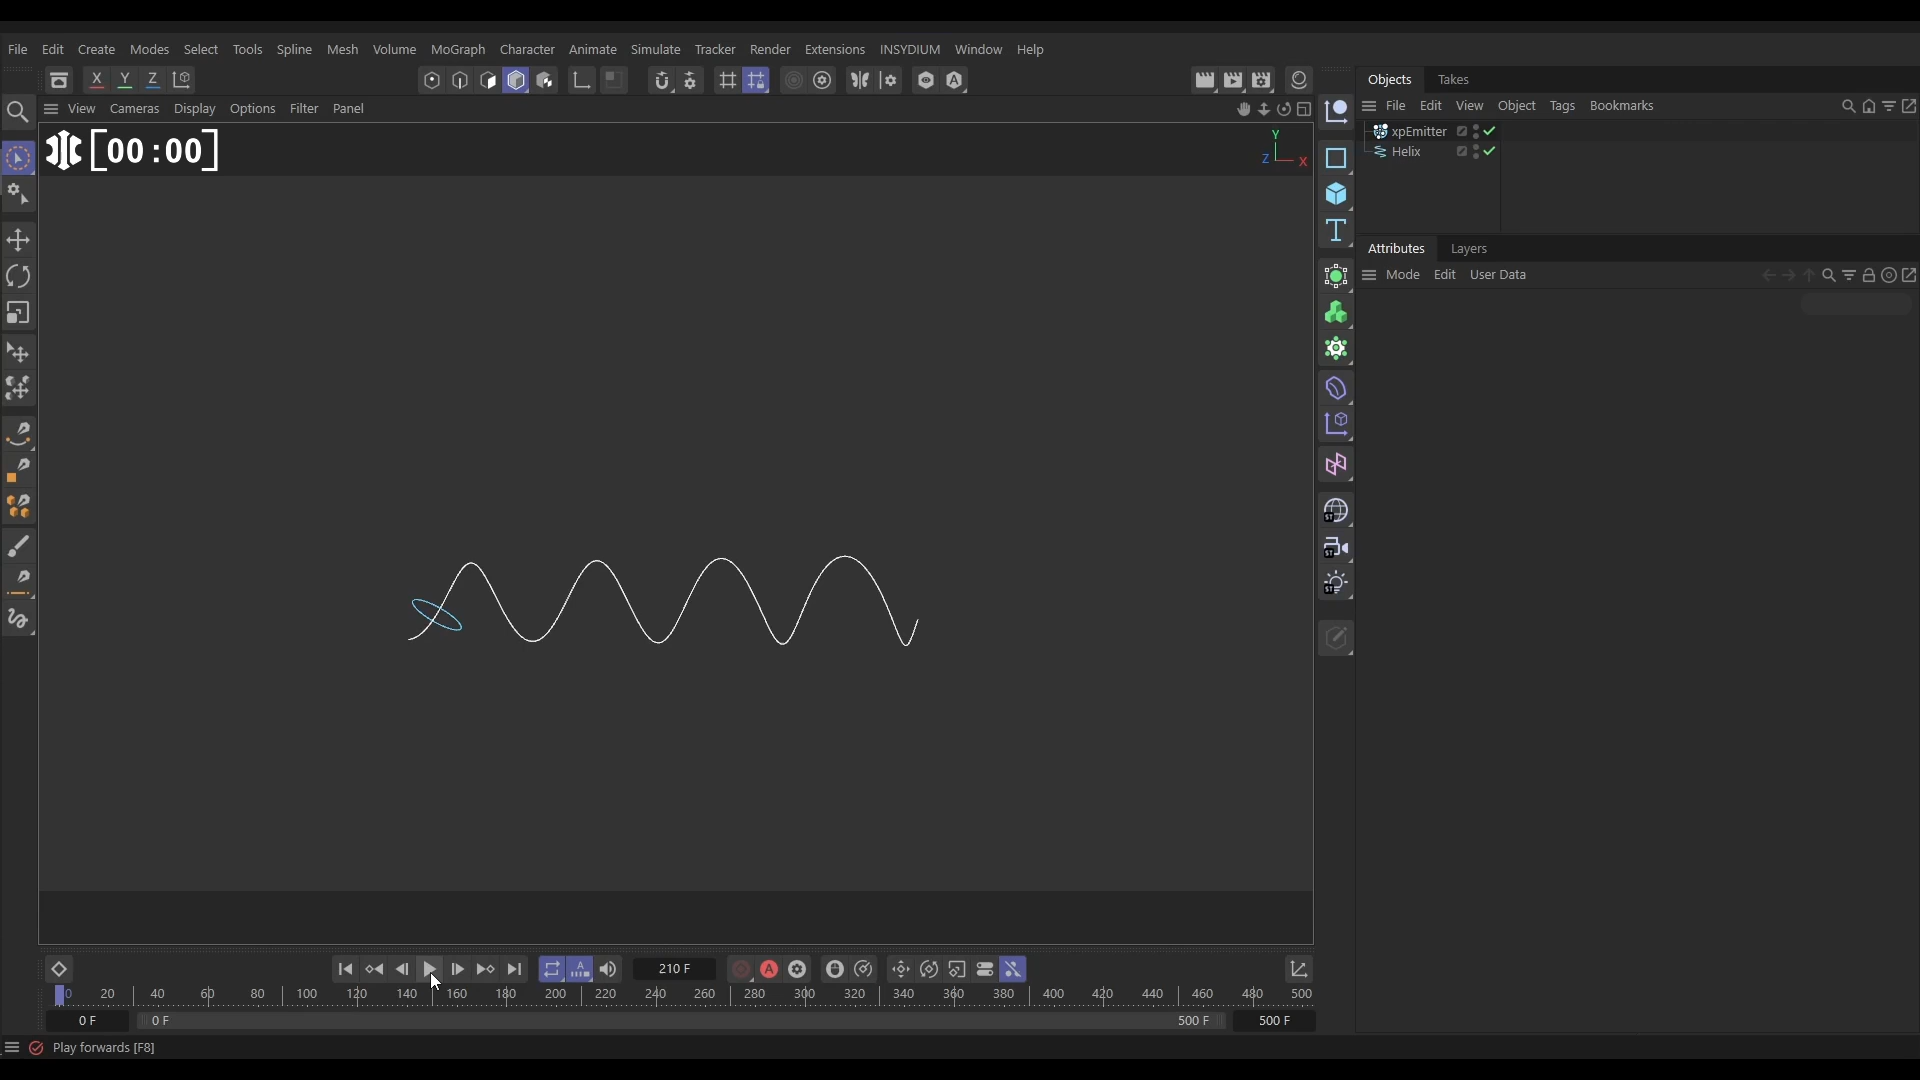 File Edit Create Modes Select Tools Spline Mesh Volume MoGraph Character Animate Simulate Tracker Render Extensions INSYDIUM Window Help
X Y Z
Objects Takes
View Cameras Display Options Filter Panel
File Edit View Object Tags Bookmarks
[00:00]
Y
Z X
xpEmitter
Helix
Attributes Layers
Mode Edit User Data
210 F
0 20 40 60 80 100 120 140 160 180 200 220 240 260 280 300 320 340 360 380 400 420 440 460 480 500
0 F 0 F 500 F 500 F
Play forwards [F8]